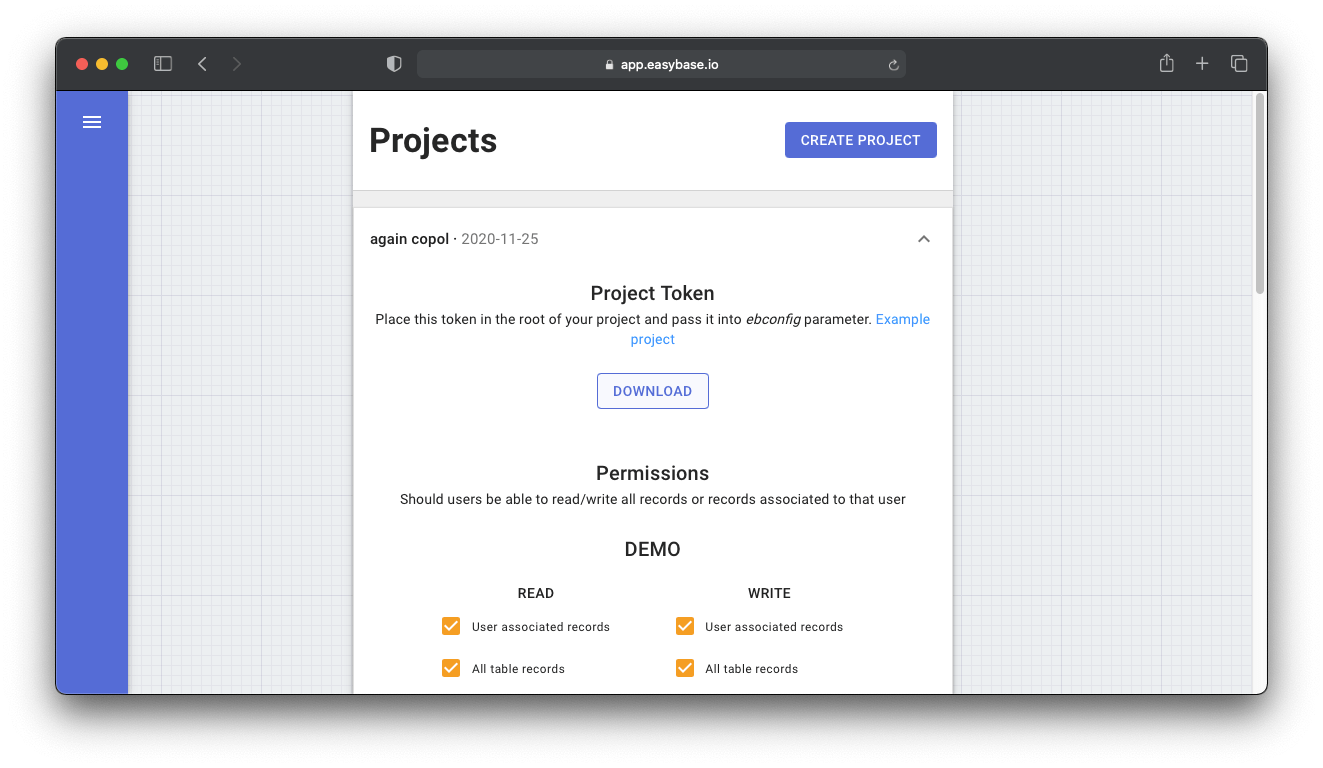 app.easybase.io
Projects
CREATE PROJECT
again copol · 2020-11-25
Project Token
Place this token in the root of your project and pass it into ebconfig parameter. Example
project
DOWNLOAD
Permissions
Should users be able to read/write all records or records associated to that user
DEMO
READ WRITE
User associated records User associated records
All table records All table records